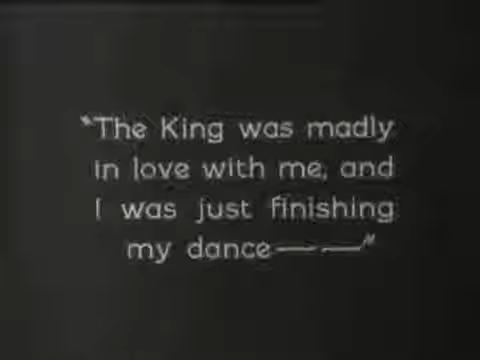 "The King was madly
in love with me, and
I was just finishing
my dance—— ——"